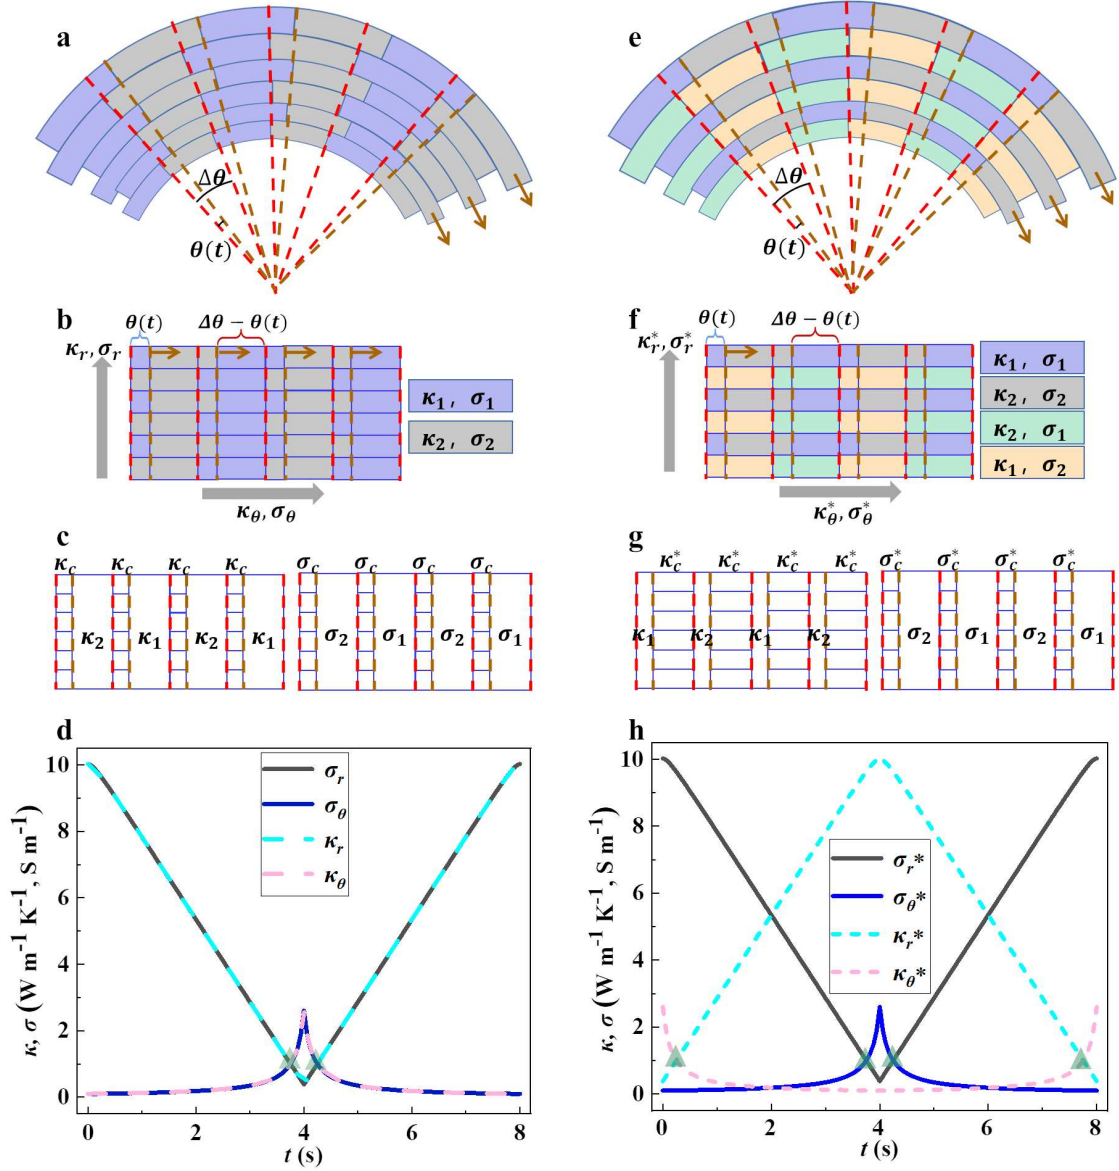 a
Δθ
θ(t)
b
θ(t)
Δθ − θ(t)
κr, σr
κ1, σ1
κ2, σ2
κθ, σθ
c
κc κc κc κc
σc σc σc σc
κ2 κ1 κ2 κ1
σ2 σ1 σ2 σ1
d
σr
σθ
κr
κθ
κ, σ (W m-1 K-1, S m-1)
10
8
6
4
2
0
0 2 4 6 8
t (s)
e
Δθ
θ(t)
f
θ(t)
Δθ − θ(t)
κr*, σr*
κ1, σ1
κ2, σ2
κ2, σ1
κ1, σ2
κθ*, σθ*
g
κc* κc* κc* κc*
σc* σc* σc* σc*
κ1 κ2 κ1 κ2
σ2 σ1 σ2 σ1
h
σr*
σθ*
κr*
κθ*
κ, σ (W m-1 K-1, S m-1)
10
8
6
4
2
0
0 2 4 6 8
t (s)